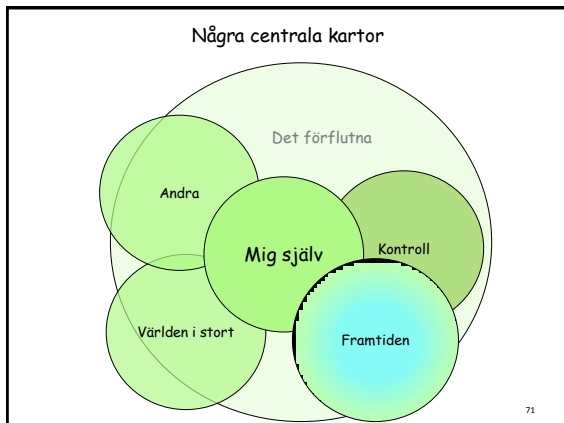 Några centrala kartor
Det förflutna
Andra
Mig själv
Kontroll
Världen i stort
Framtiden
71